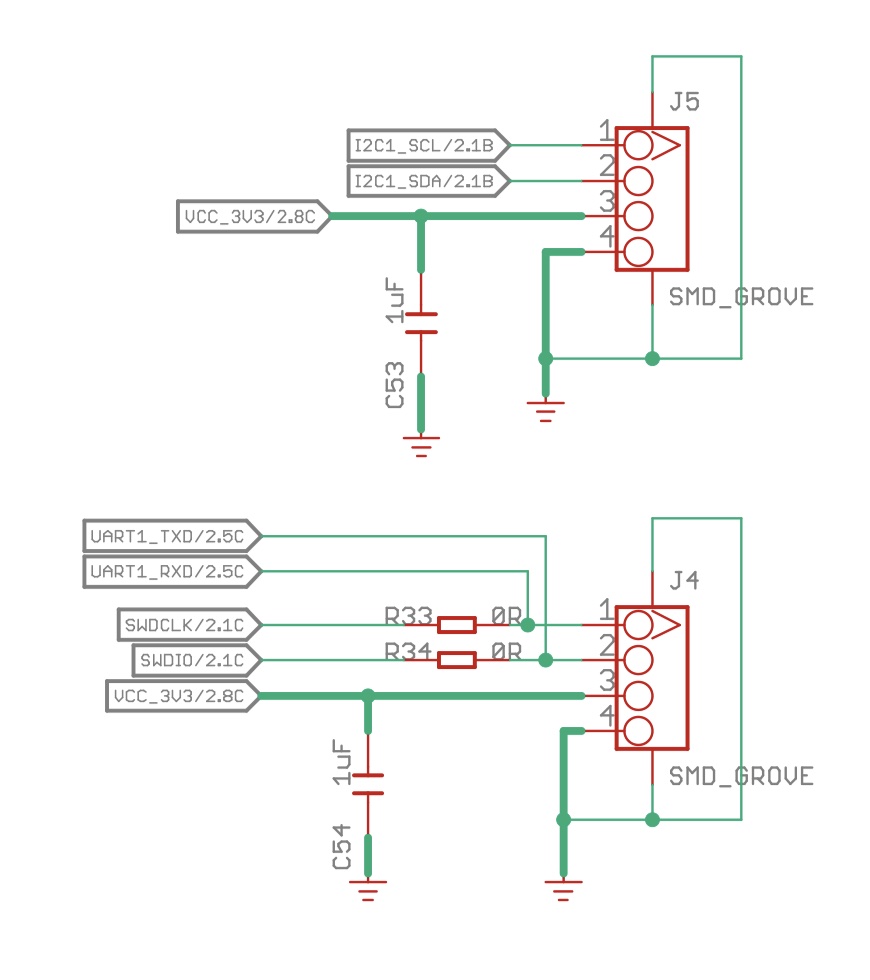 J5
1
I2C1_SCL/2.1B
2
I2C1_SDA/2.1B
3
VCC_3V3/2.8C
4
1uF
SMD_GROVE
C53
UART1_TXD/2.5C
UART1_RXD/2.5C
J4
R33 0R 1
SWDCLK/2.1C
R34 0R 2
SWDIO/2.1C
3
VCC_3V3/2.8C
4
1uF
SMD_GROVE
C54